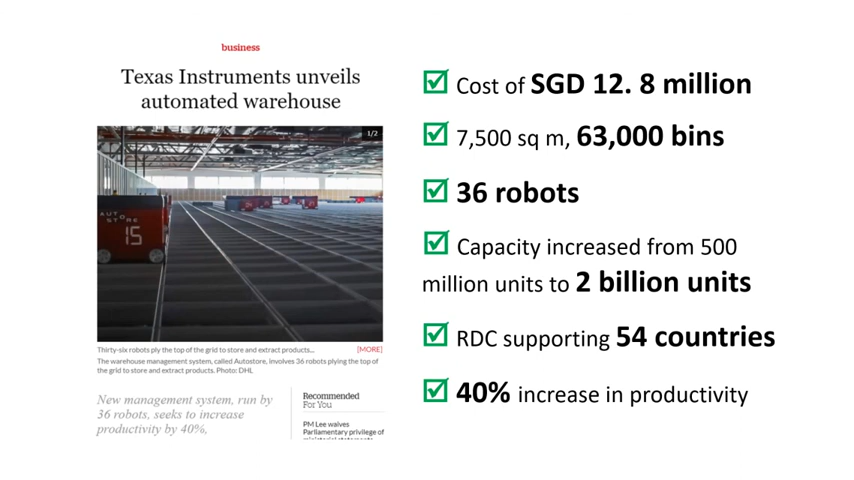 business
Texas Instruments unveils
automated warehouse
1/2
AUTO
STORE
15
Thirty-six robots ply the top of the grid to store and extract products...
[MORE]
The warehouse management system, called Autostore, involves 36 robots plying the top of
the grid to store and extract products. Photo: DHL
New management system, run by
36 robots, seeks to increase
productivity by 40%,
Recommended
For You
PM Lee waives
Parliamentary privilege of
ministerial statements
Cost of SGD 12. 8 million
7,500 sq m, 63,000 bins
36 robots
Capacity increased from 500
million units to 2 billion units
RDC supporting 54 countries
40% increase in productivity